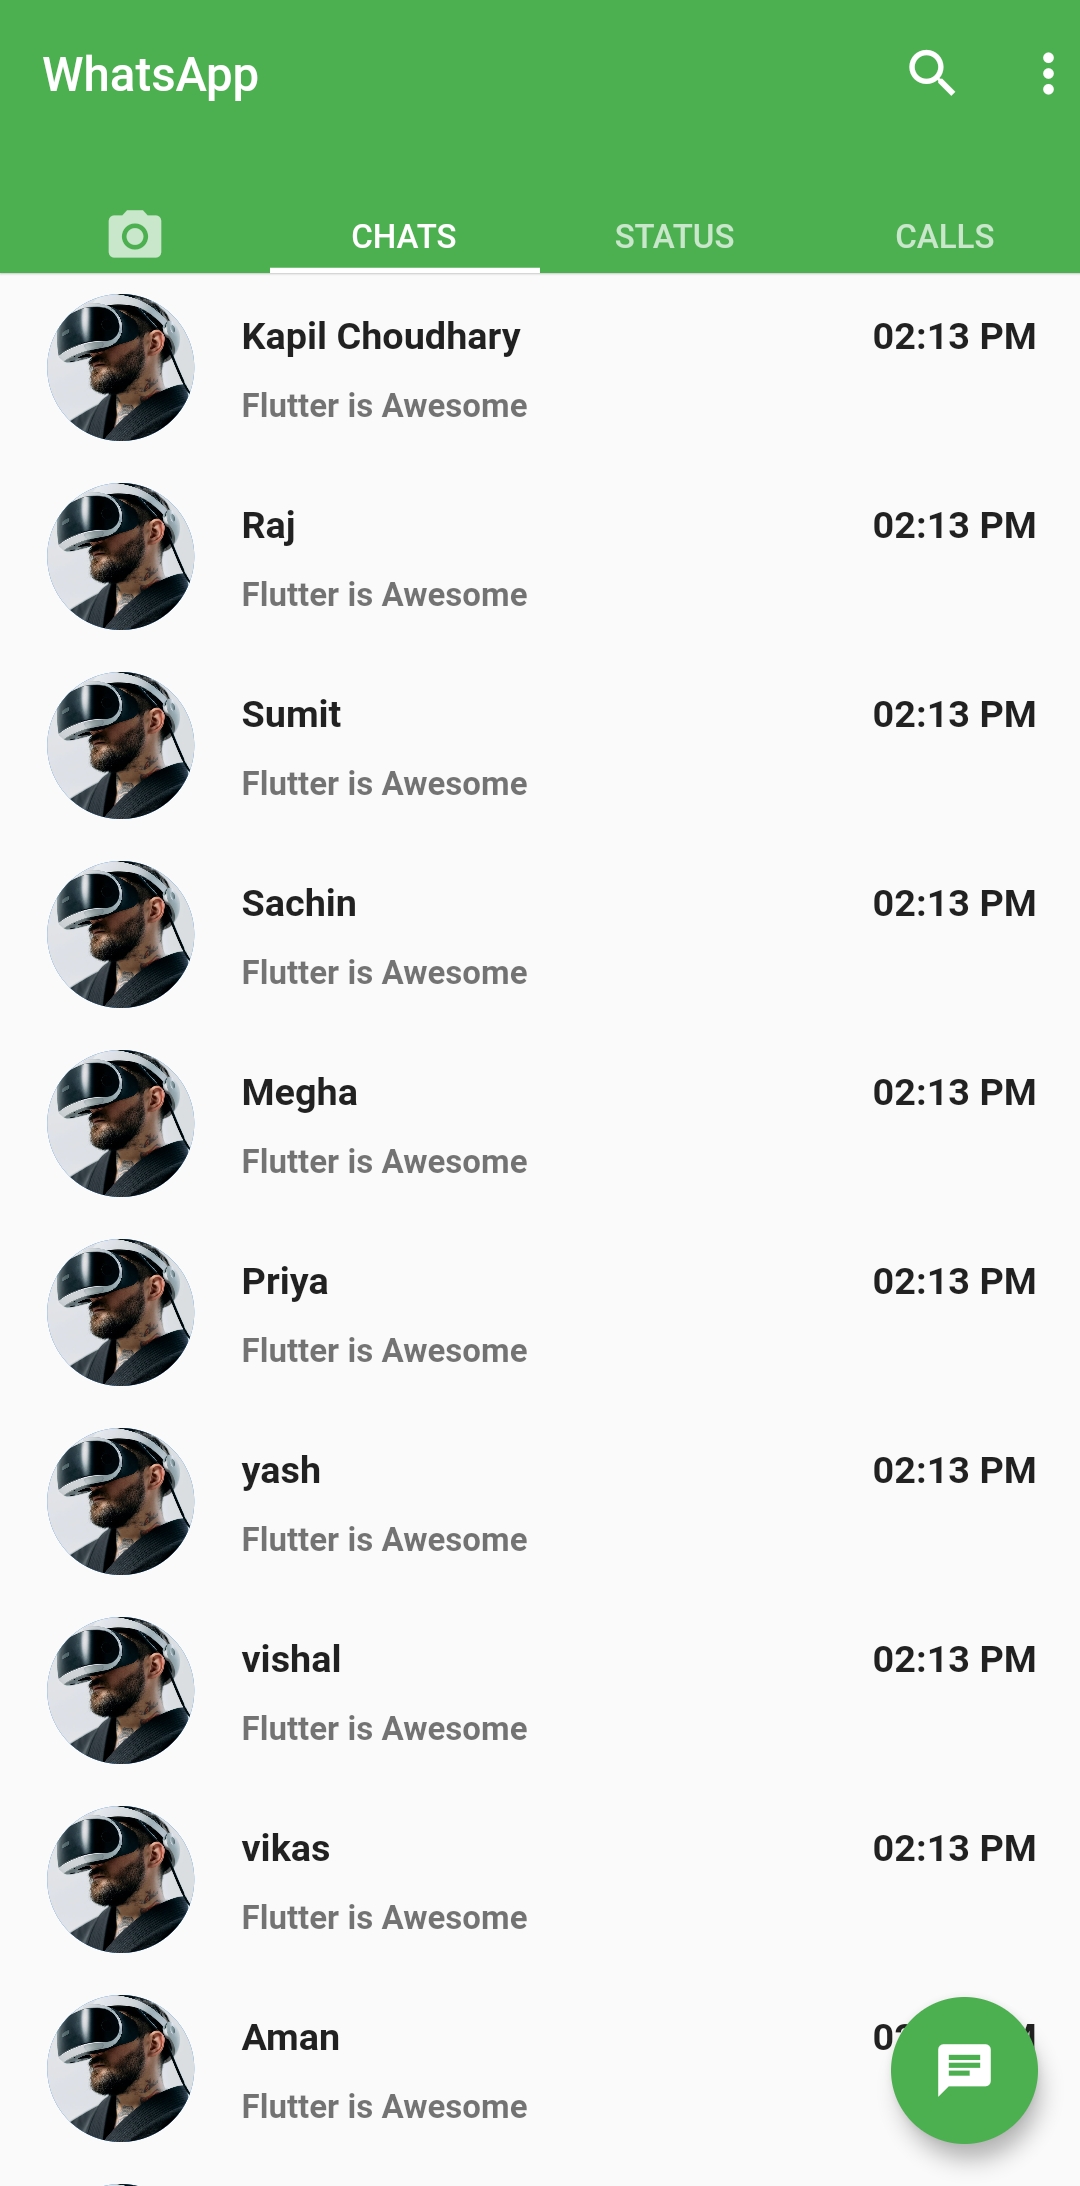 WhatsApp
CHATS STATUS CALLS
Kapil Choudhary 02:13 PM
Flutter is Awesome
Raj 02:13 PM
Flutter is Awesome
Sumit 02:13 PM
Flutter is Awesome
Sachin 02:13 PM
Flutter is Awesome
Megha 02:13 PM
Flutter is Awesome
Priya 02:13 PM
Flutter is Awesome
yash 02:13 PM
Flutter is Awesome
vishal 02:13 PM
Flutter is Awesome
vikas 02:13 PM
Flutter is Awesome
Aman
Flutter is Awesome